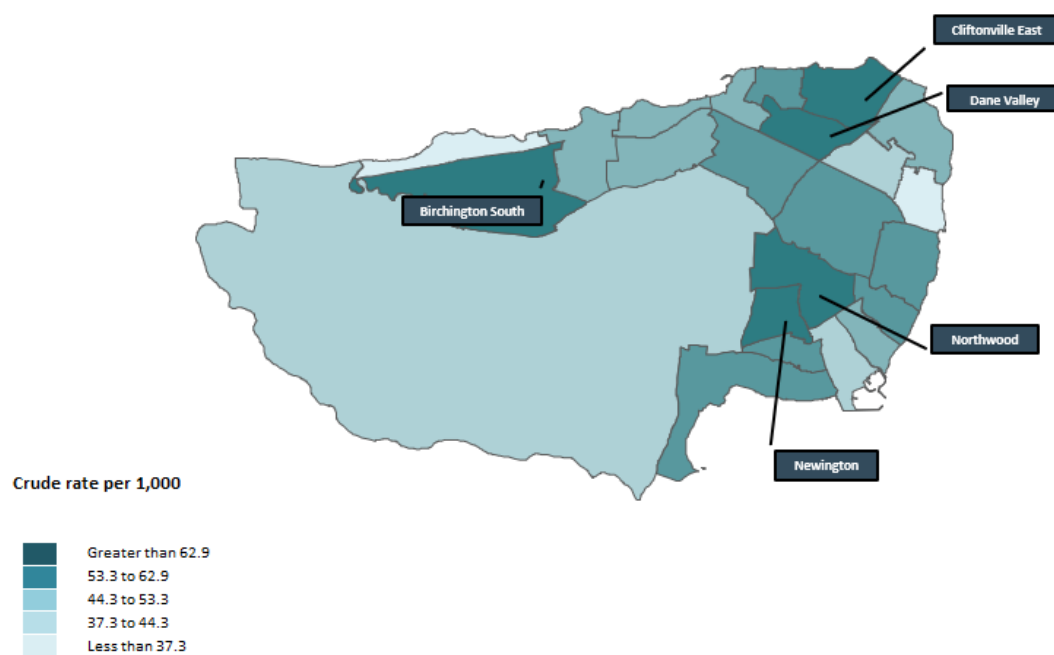 Cliftonville East
Dane Valley
Birchington South
Northwood
Newington
Crude rate per 1,000
Greater than 62.9
53.3 to 62.9
44.3 to 53.3
37.3 to 44.3
Less than 37.3